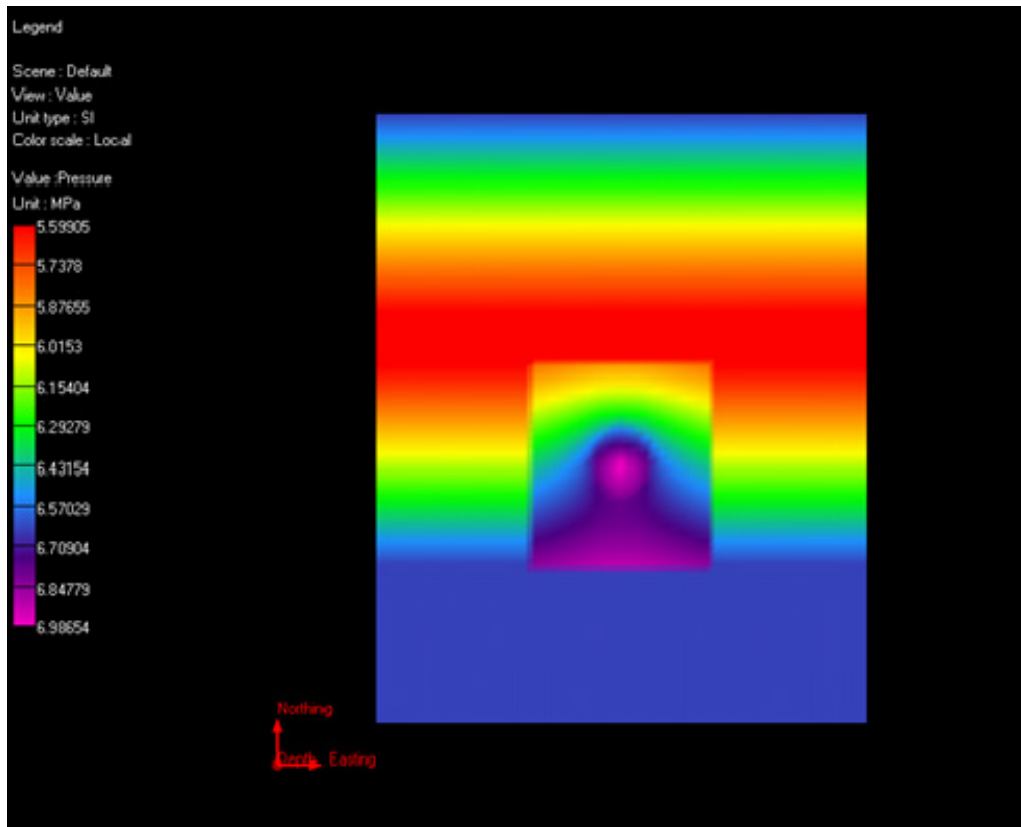 Legend
Scene : Default
View : Value
Unit type : SI
Color scale : Local
Value :Pressure
Unit : MPa
5.59905
5.7378
5.87655
6.0153
6.15404
6.29279
6.43154
6.57029
6.70904
6.84779
6.98654
Northing
Depth Easting